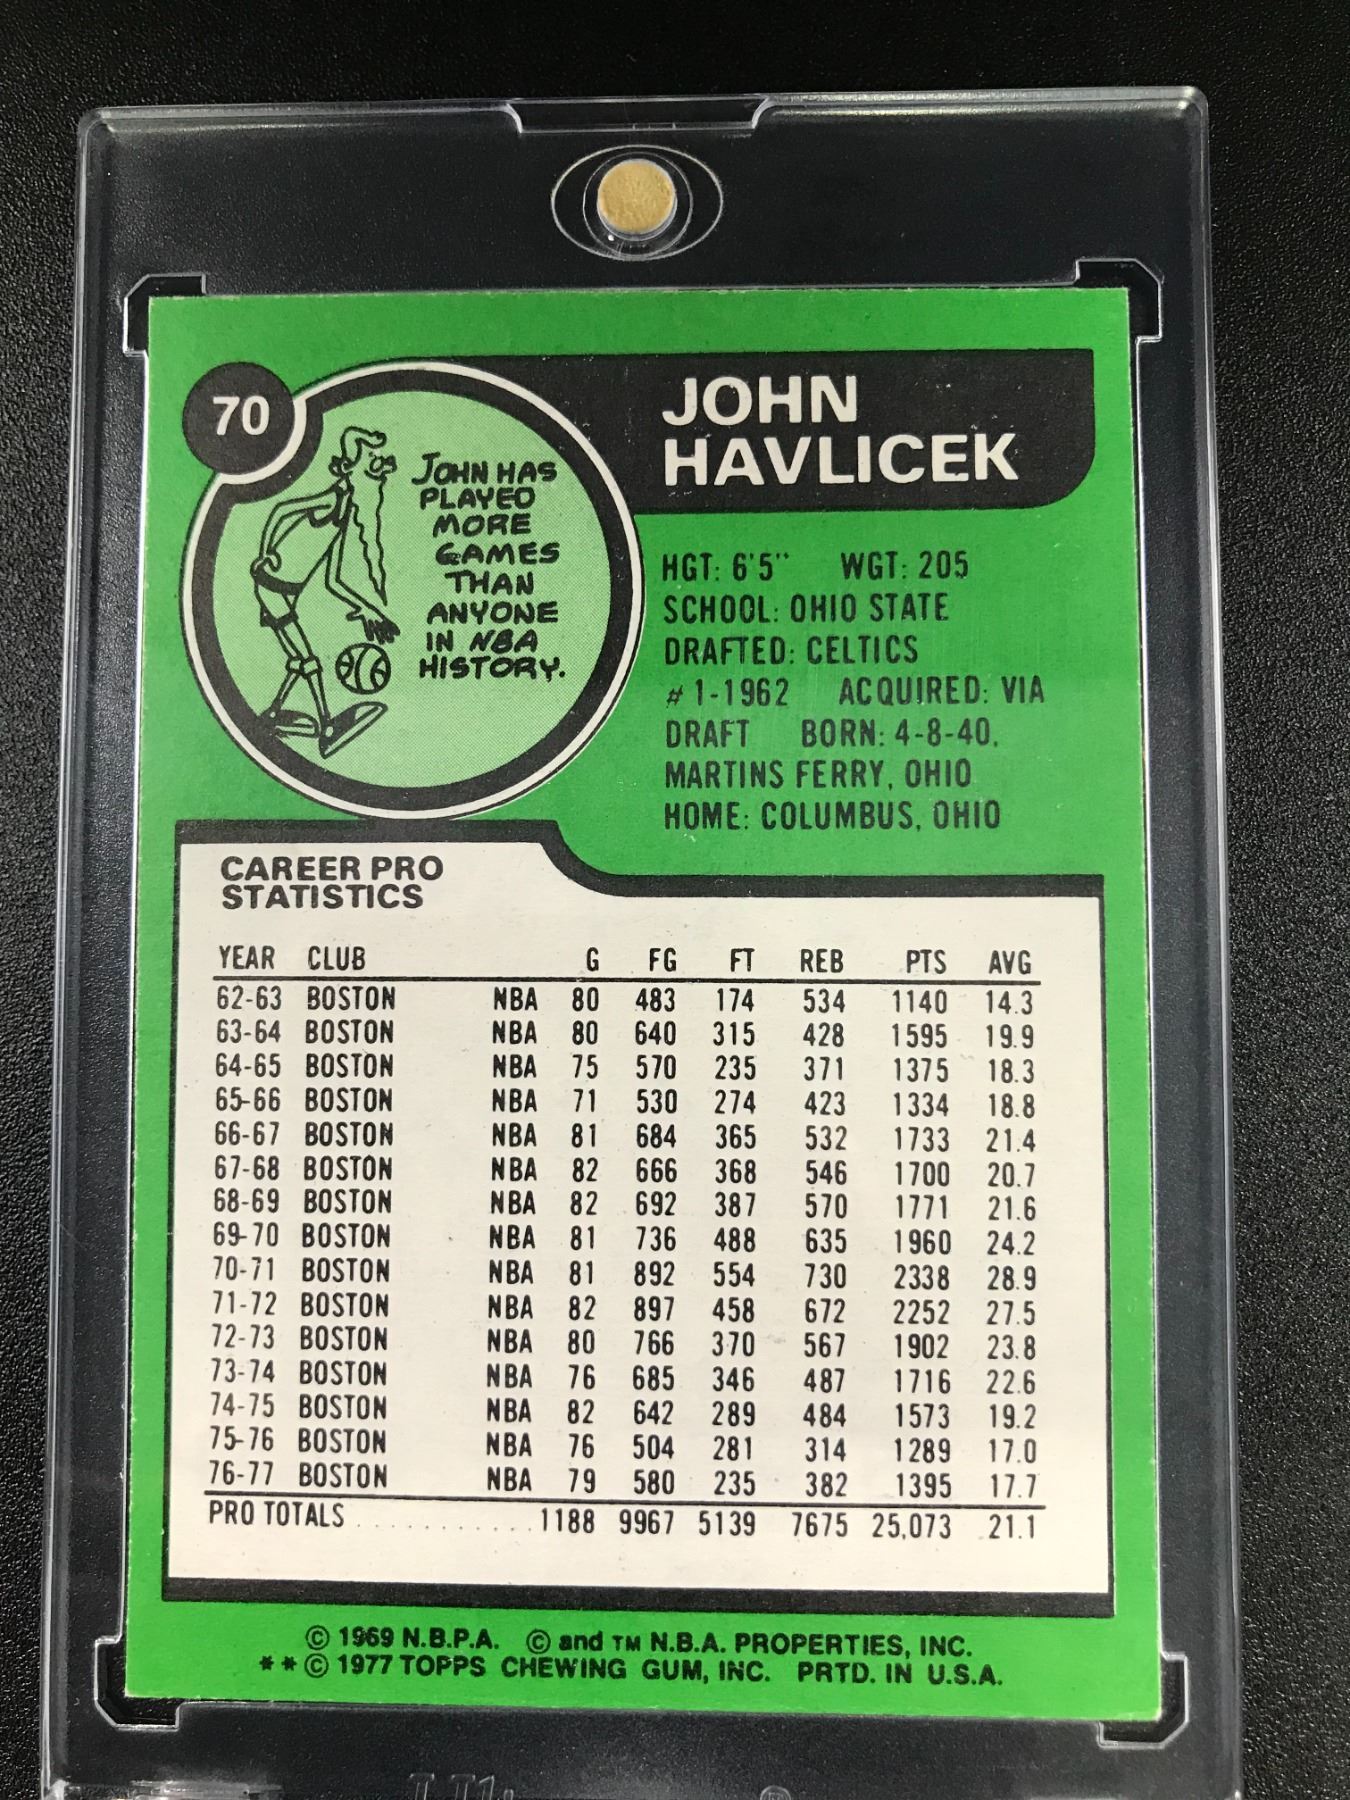 70
JOHN
HAVLICEK
JOHN HAS
PLAYED
MORE
GAMES
THAN
ANYONE
IN NBA
HISTORY.
HGT: 6'5" WGT: 205
SCHOOL: OHIO STATE
DRAFTED: CELTICS
# 1-1962 ACQUIRED: VIA
DRAFT BORN: 4-8-40,
MARTINS FERRY, OHIO
HOME: COLUMBUS, OHIO
CAREER PRO
STATISTICS
YEAR CLUB G FG FT REB PTS AVG
62-63 BOSTON NBA 80 483 174 534 1140 14.3
63-64 BOSTON NBA 80 640 315 428 1595 19.9
64-65 BOSTON NBA 75 570 235 371 1375 18.3
65-66 BOSTON NBA 71 530 274 423 1334 18.8
66-67 BOSTON NBA 81 684 365 532 1733 21.4
67-68 BOSTON NBA 82 666 368 546 1700 20.7
68-69 BOSTON NBA 82 692 387 570 1771 21.6
69-70 BOSTON NBA 81 736 488 635 1960 24.2
70-71 BOSTON NBA 81 892 554 730 2338 28.9
71-72 BOSTON NBA 82 897 458 672 2252 27.5
72-73 BOSTON NBA 80 766 370 567 1902 23.8
73-74 BOSTON NBA 76 685 346 487 1716 22.6
74-75 BOSTON NBA 82 642 289 484 1573 19.2
75-76 BOSTON NBA 76 504 281 314 1289 17.0
76-77 BOSTON NBA 79 580 235 382 1395 17.7
PRO TOTALS ............ 1188 9967 5139 7675 25,073 21.1
© 1969 N.B.P.A. © and TM N.B.A. PROPERTIES, INC.
* * © 1977 TOPPS CHEWING GUM, INC. PRTD. IN U.S.A.